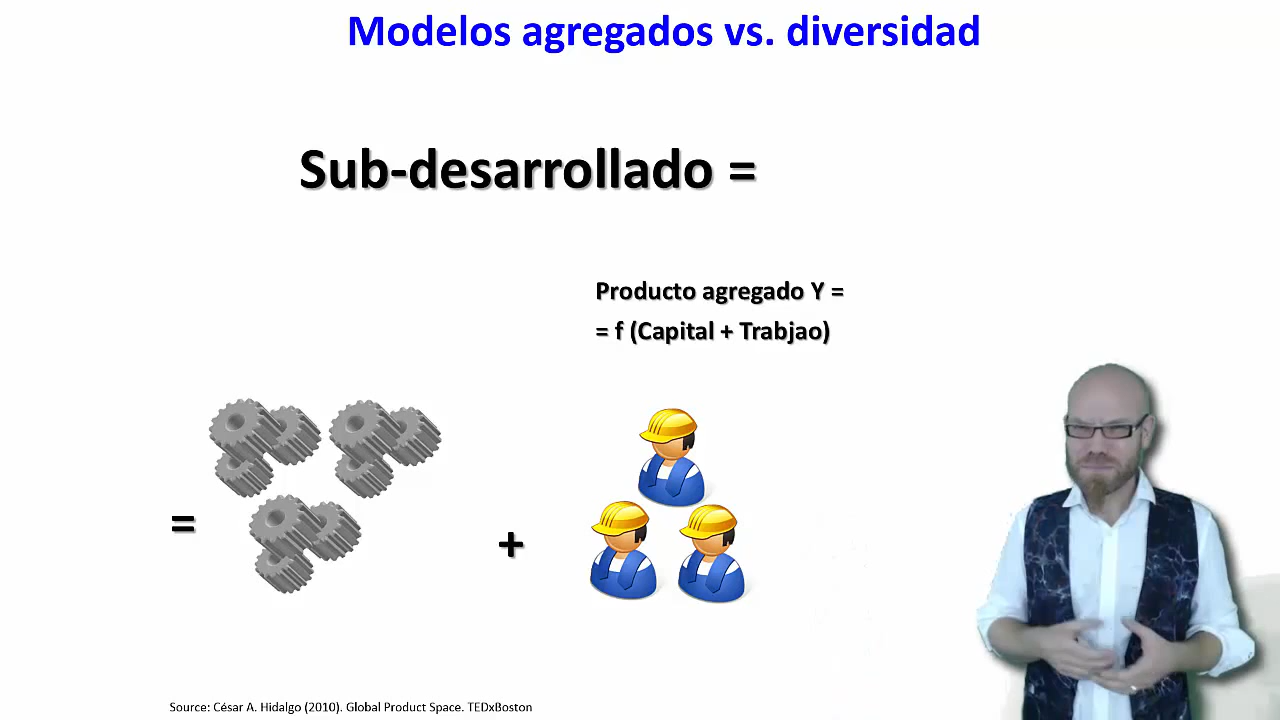 Modelos agregados vs. diversidad
Sub-desarrollado =
Producto agregado Y =
= f (Capital + Trabjao)
=
+
Source: César A. Hidalgo (2010). Global Product Space. TEDxBoston